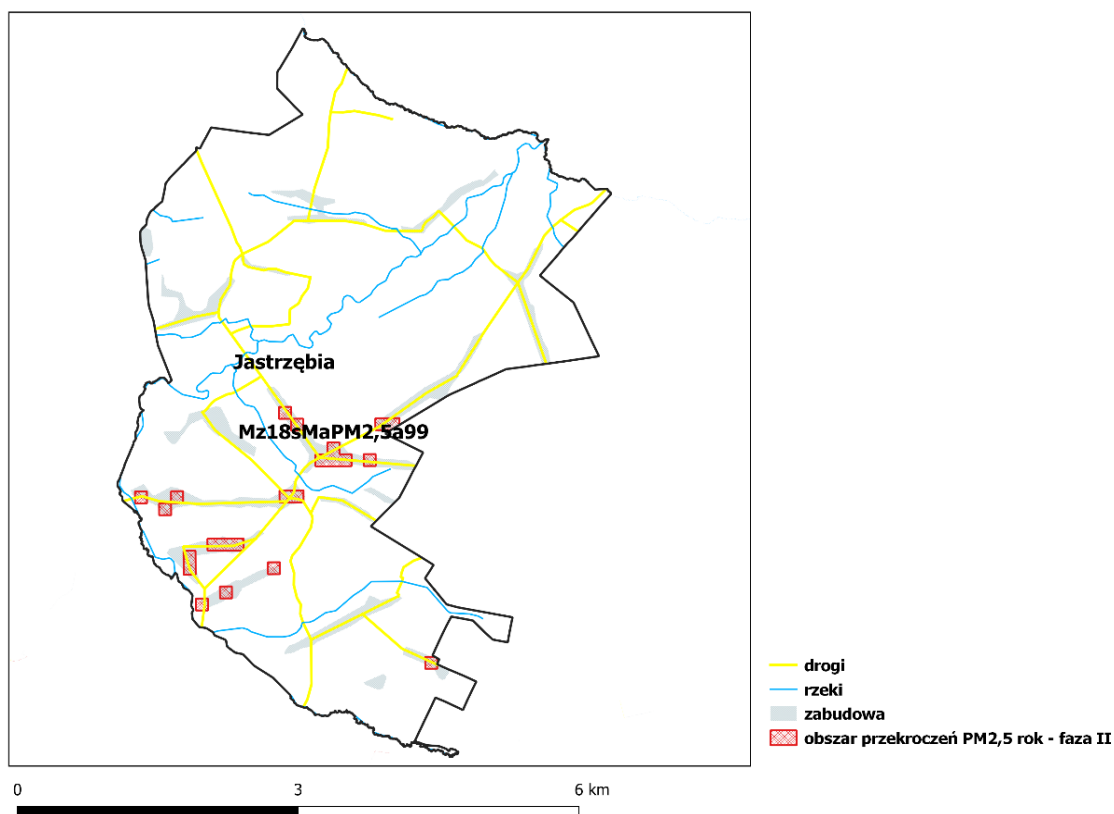 Jastrzębia
Mz18sMaPM2,5a99
drogi
rzeki
zabudowa
obszar przekroczeń PM2,5 rok - faza II
0 3 6 km